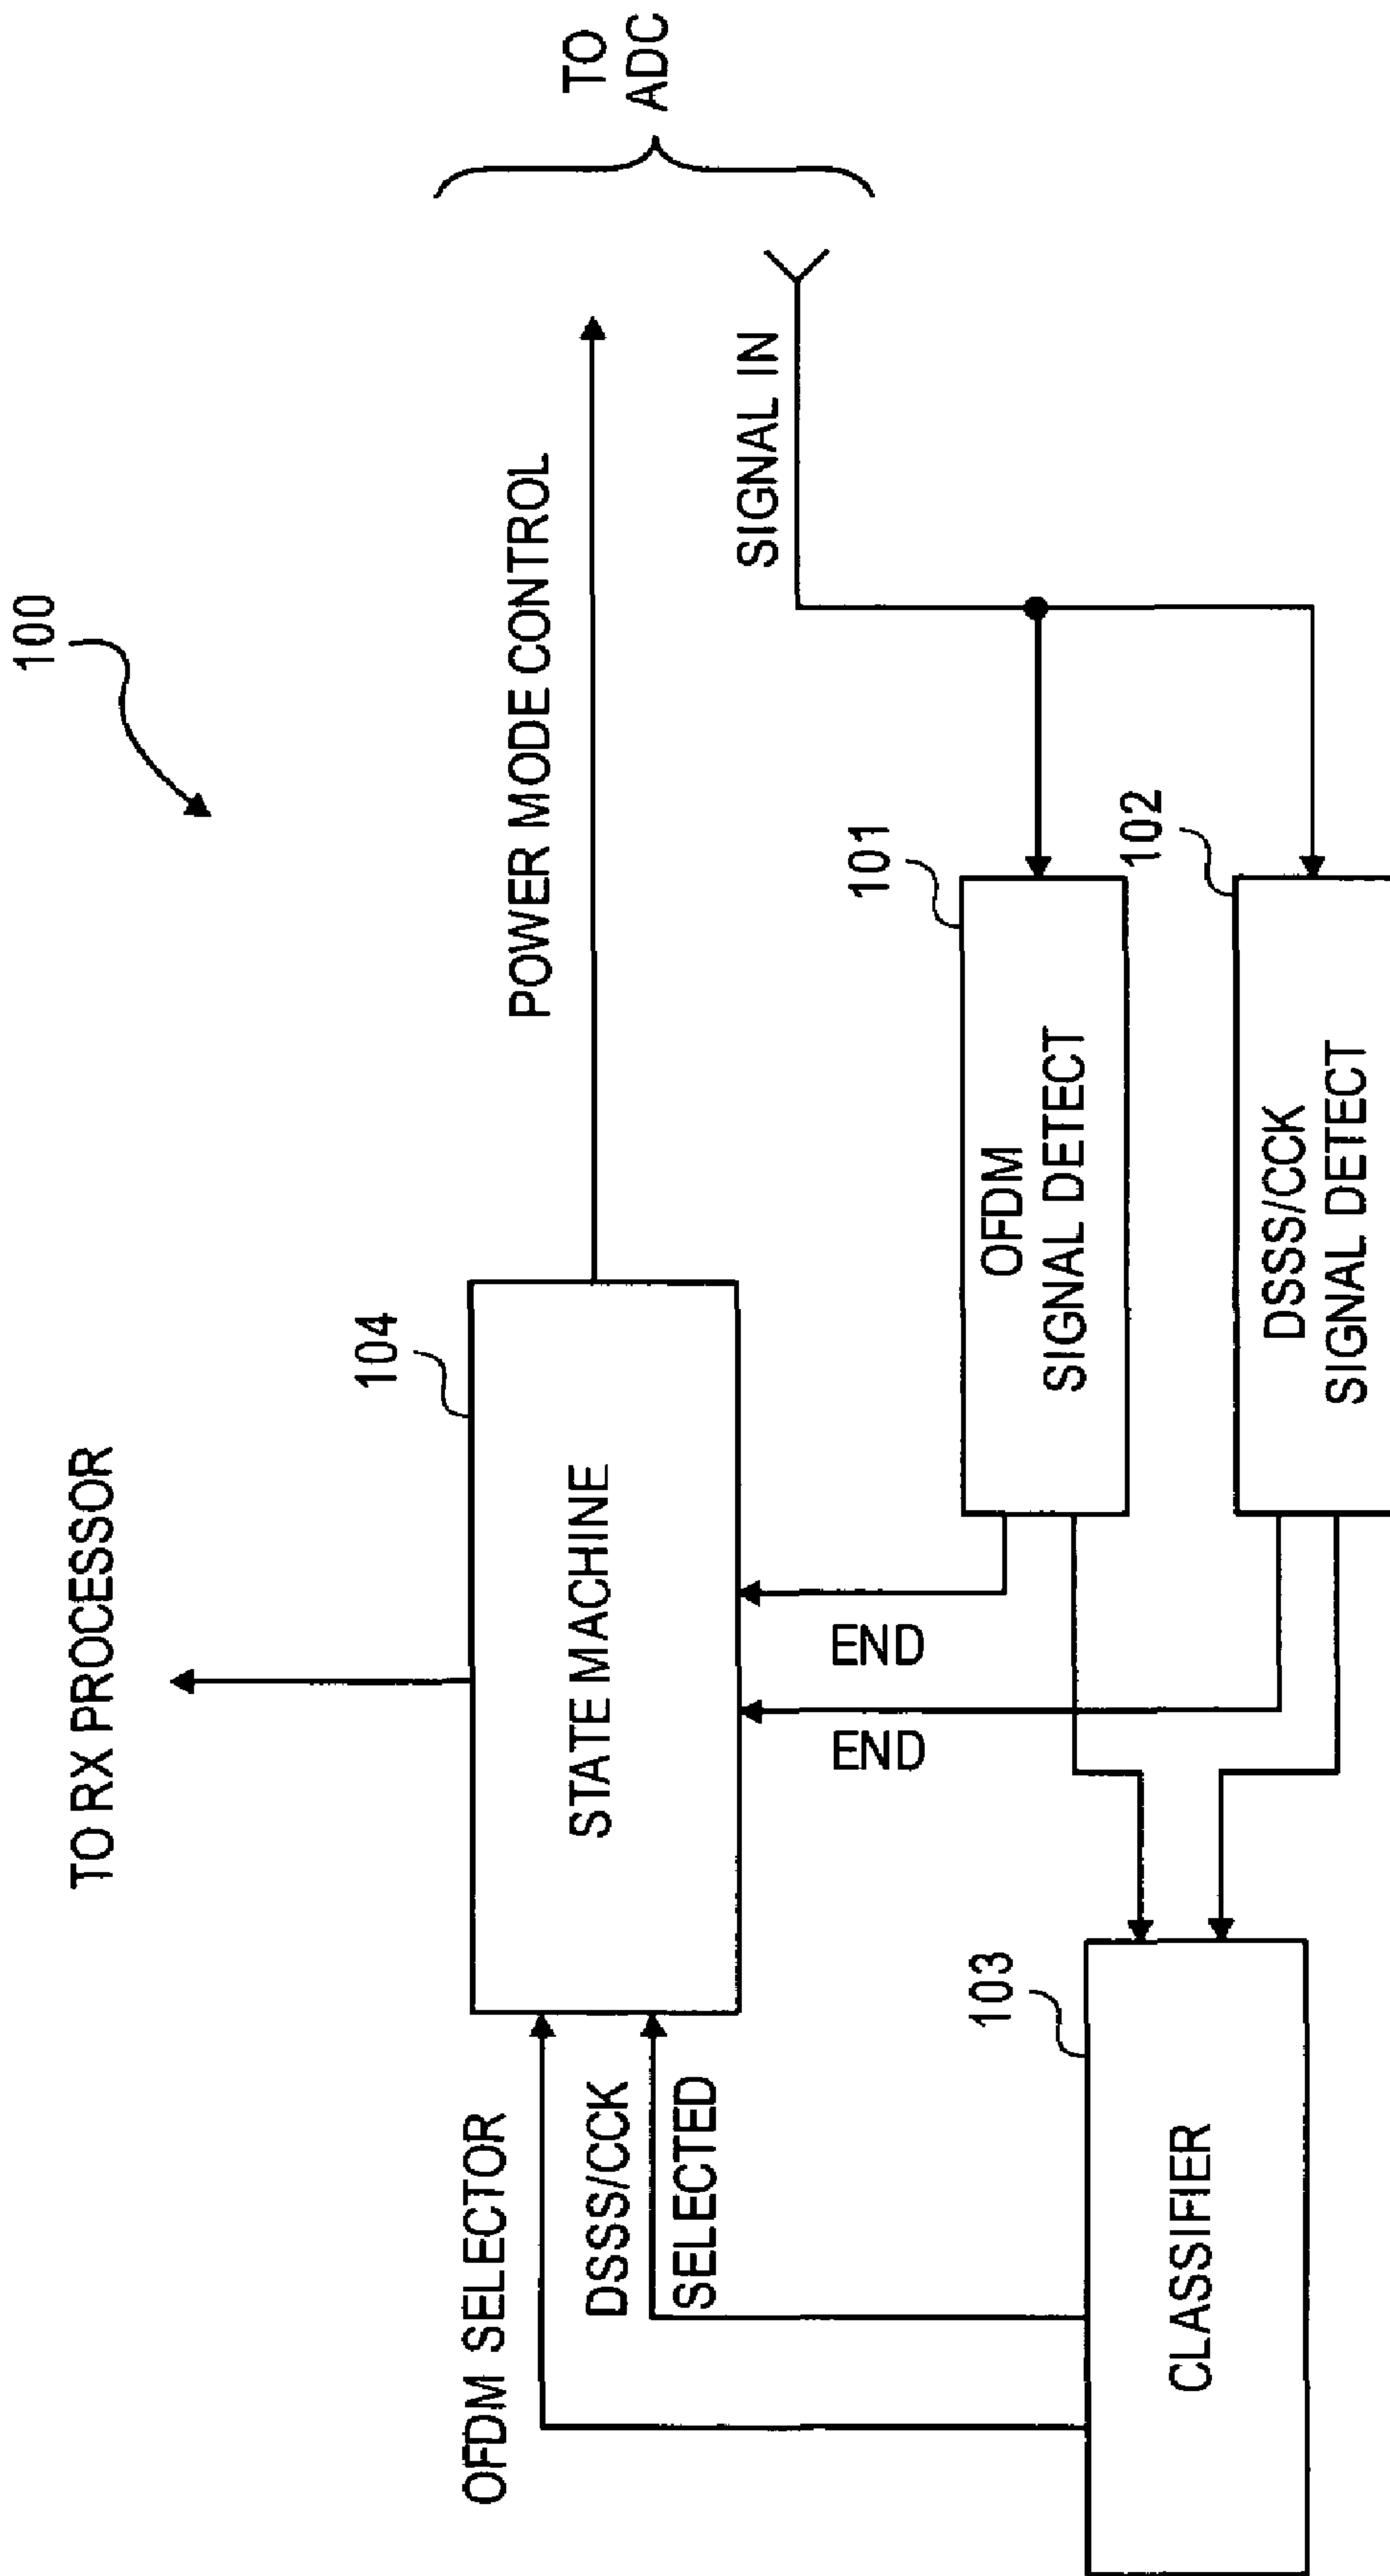 100
TO RX PROCESSOR
104
STATE MACHINE
POWER MODE CONTROL
TO
ADC
OFDM SELECTOR
DSSS/CCK
SELECTED
END
END
SIGNAL IN
101
OFDM
SIGNAL DETECT
102
DSSS/CCK
SIGNAL DETECT
103
CLASSIFIER